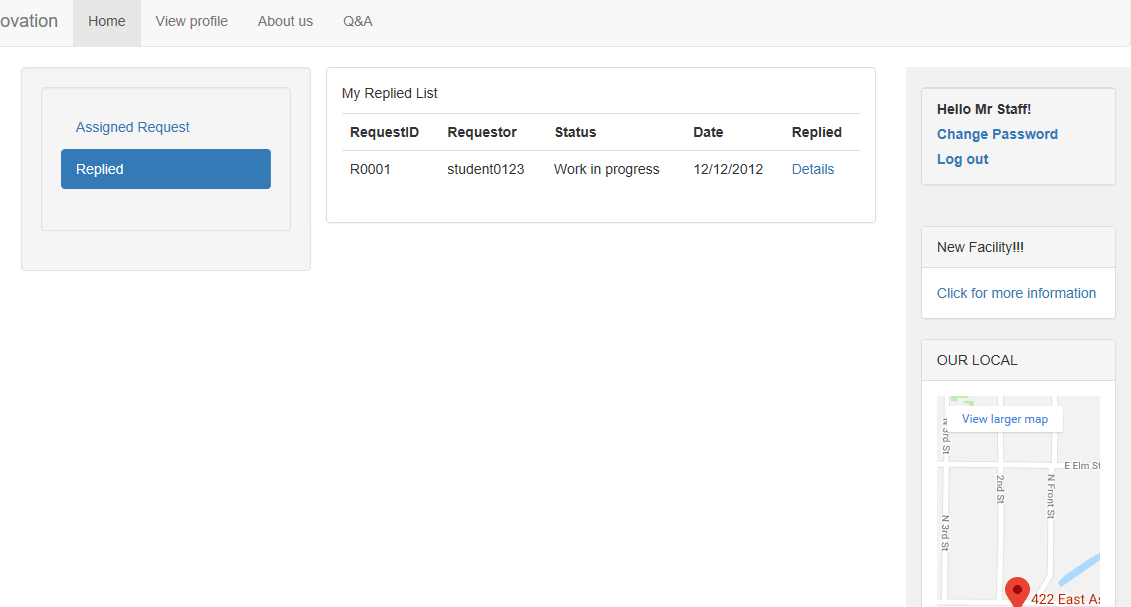 ovation Home View profile About us Q&A
Assigned Request
Replied
My Replied List
RequestID Requestor Status Date Replied
R0001 student0123 Work in progress 12/12/2012 Details
Hello Mr Staff!
Change Password
Log out
New Facility!!!
Click for more information
OUR LOCAL
View larger map
N 3rd St
E Elm St
2nd St
N Front St
N 3rd St
422 East As